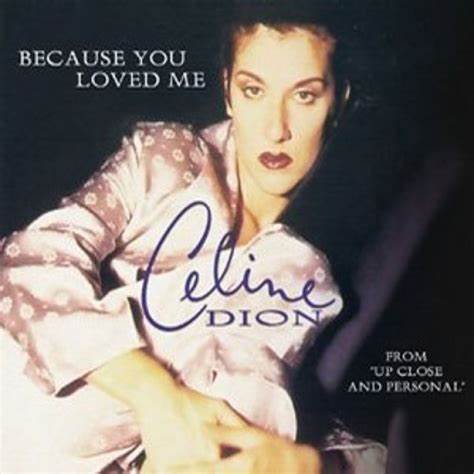 BECAUSE YOU
LOVED ME
Celine
DION
FROM
"UP CLOSE
AND PERSONAL"